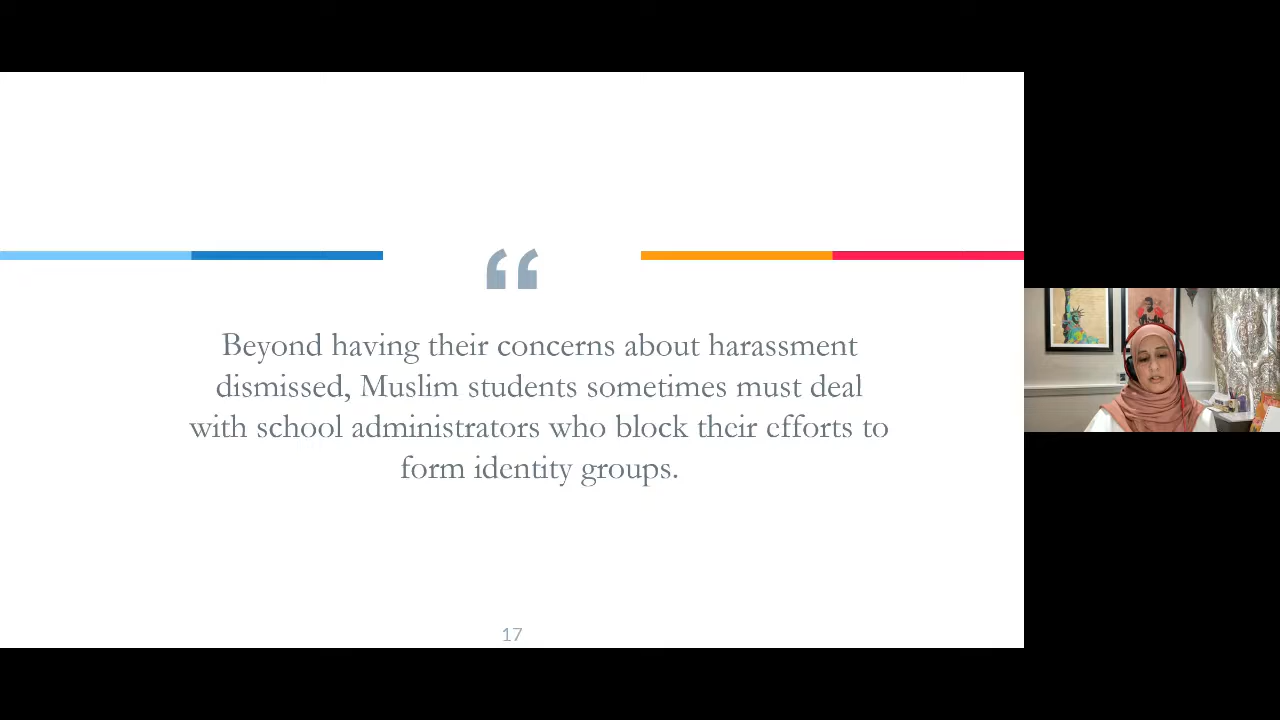 “
Beyond having their concerns about harassment
dismissed, Muslim students sometimes must deal
with school administrators who block their efforts to
form identity groups.
17